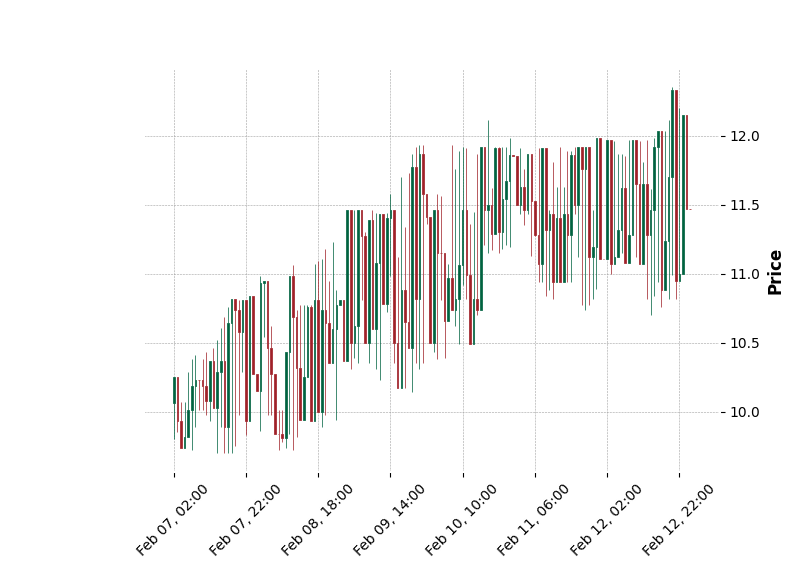 12.0
11.5
11.0
10.5
10.0
Price
Feb 07, 02:00
Feb 07, 22:00
Feb 08, 18:00
Feb 09, 14:00
Feb 10, 10:00
Feb 11, 06:00
Feb 12, 02:00
Feb 12, 22:00